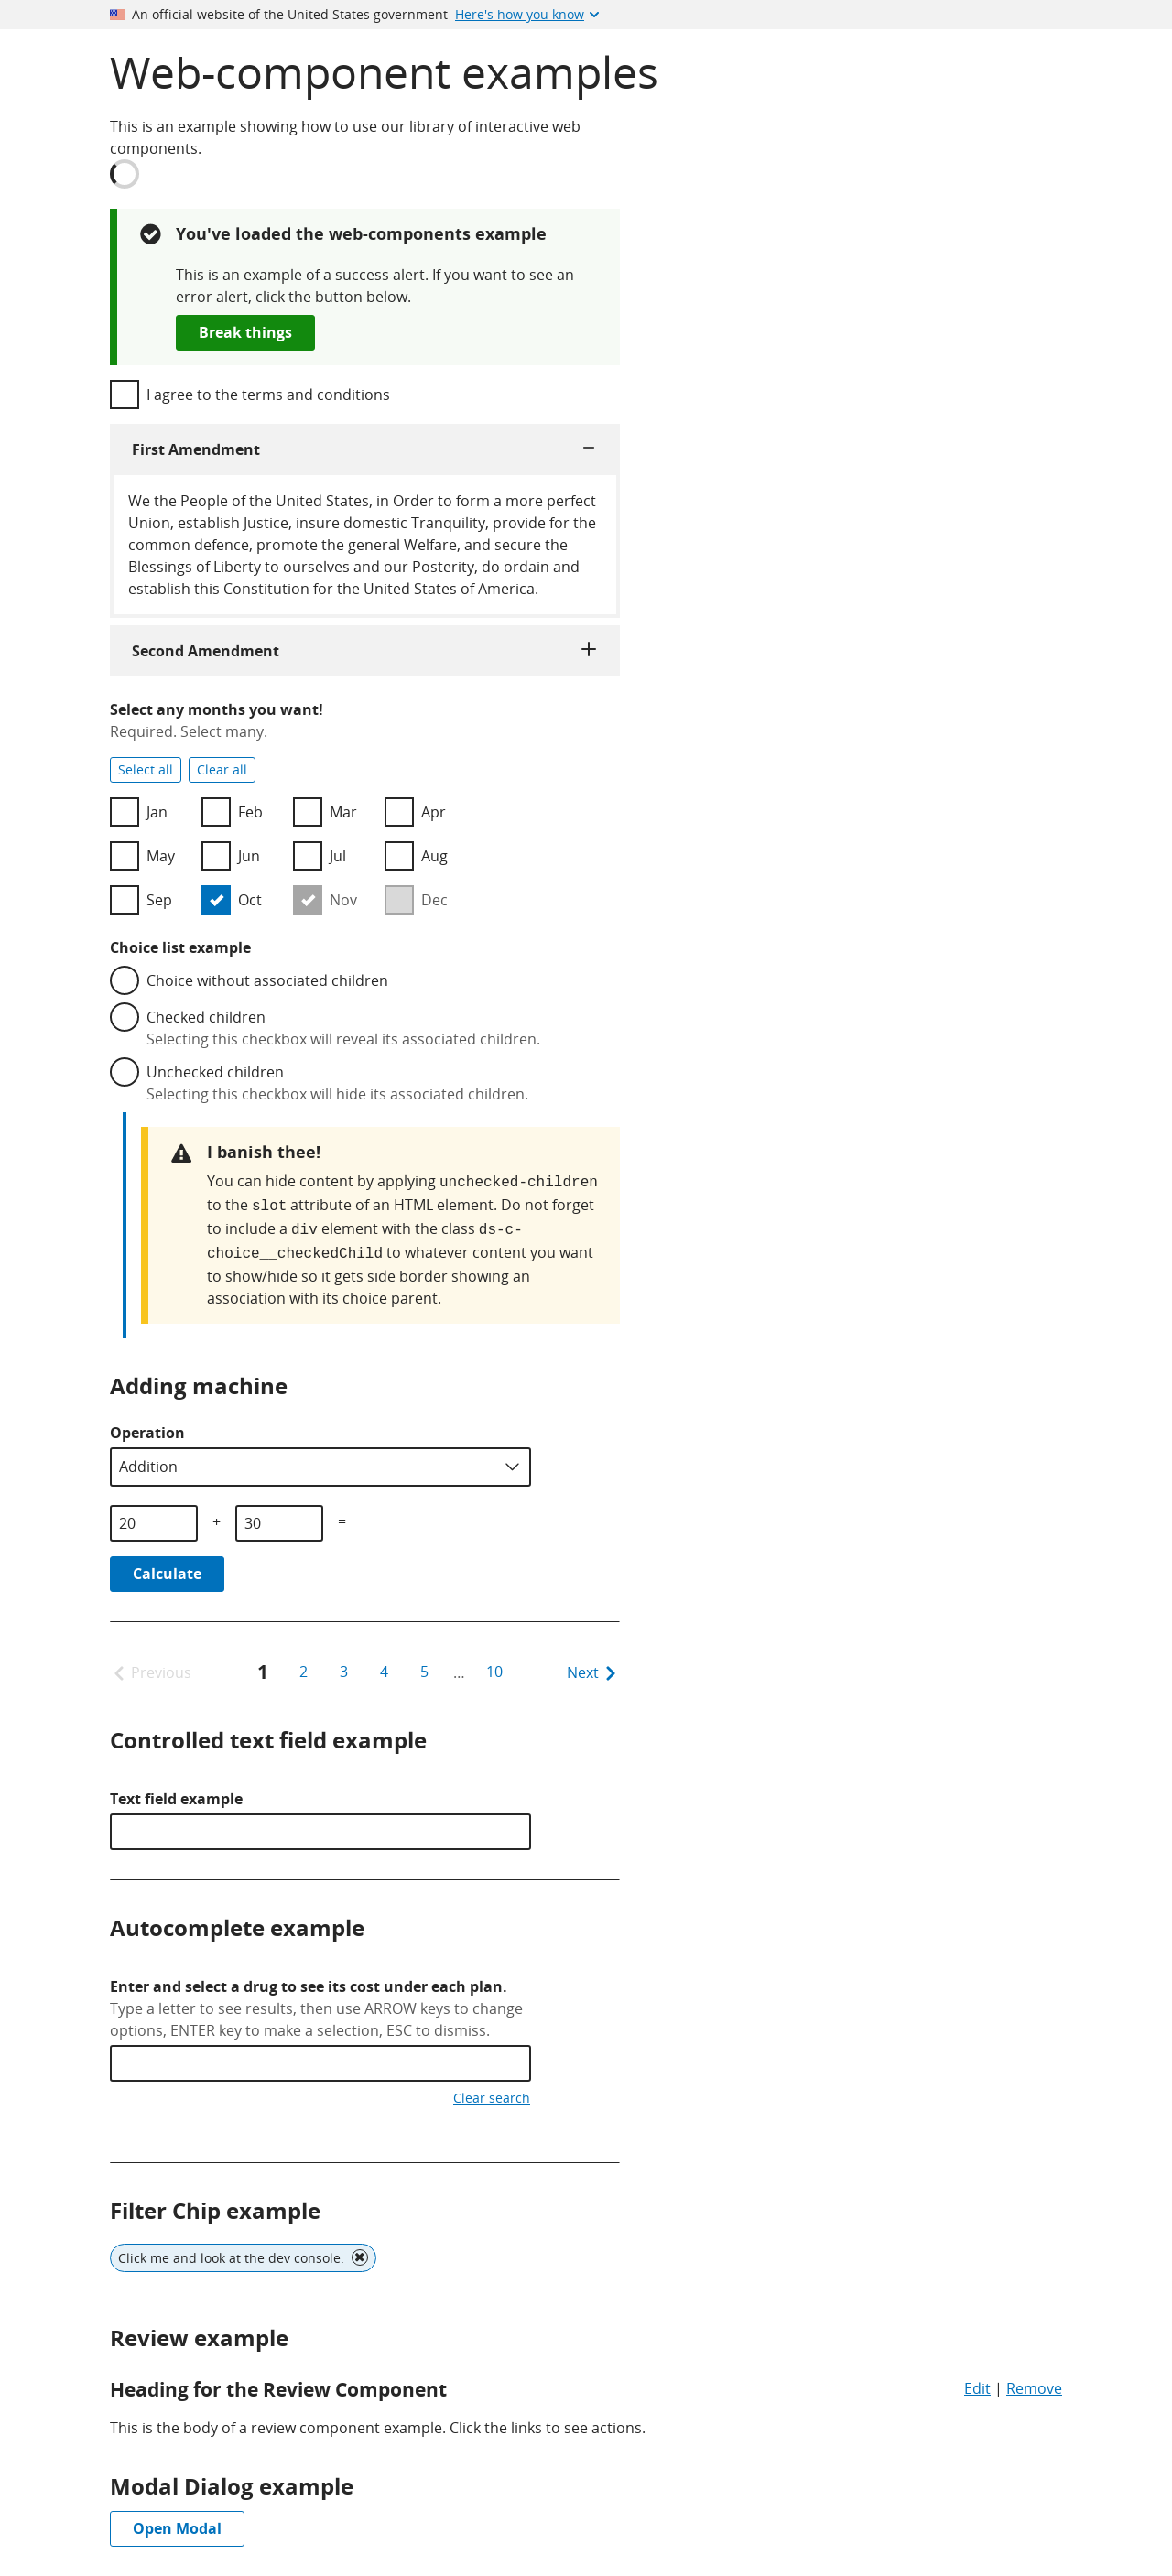 An official website of the United States government Here's how you know
Web-component examples
This is an example showing how to use our library of interactive web
components.
You've loaded the web-components example
This is an example of a success alert. If you want to see an
error alert, click the button below.
Break things
I agree to the terms and conditions
First Amendment
We the People of the United States, in Order to form a more perfect
Union, establish Justice, insure domestic Tranquility, provide for the
common defence, promote the general Welfare, and secure the
Blessings of Liberty to ourselves and our Posterity, do ordain and
establish this Constitution for the United States of America.
Second Amendment
Select any months you want!
Required. Select many.
Select all Clear all
Jan Feb Mar Apr
May Jun Jul Aug
Sep Oct Nov Dec
Choice list example
Choice without associated children
Checked children
Selecting this checkbox will reveal its associated children.
Unchecked children
Selecting this checkbox will hide its associated children.
I banish thee!
You can hide content by applying unchecked-children
to the slot attribute of an HTML element. Do not forget
to include a div element with the class ds-c-
choice__checkedChild to whatever content you want
to show/hide so it gets side border showing an
association with its choice parent.
Adding machine
Operation
Addition
20 + 30 =
Calculate
Previous 1 2 3 4 5 ... 10 Next
Controlled text field example
Text field example
Autocomplete example
Enter and select a drug to see its cost under each plan.
Type a letter to see results, then use ARROW keys to change
options, ENTER key to make a selection, ESC to dismiss.
Clear search
Filter Chip example
Click me and look at the dev console.
Review example
Heading for the Review Component Edit | Remove
This is the body of a review component example. Click the links to see actions.
Modal Dialog example
Open Modal